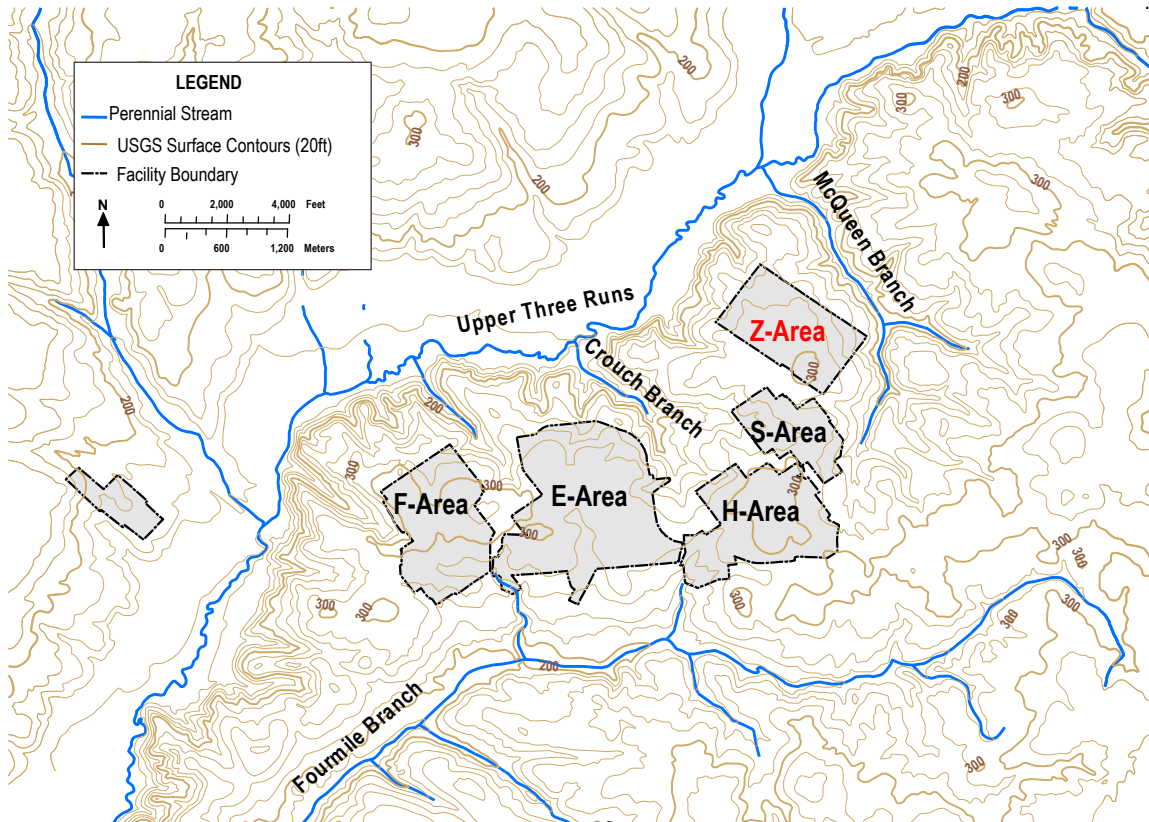 LEGEND
Perennial Stream
USGS Surface Contours (20ft)
Facility Boundary
N
0 2,000 4,000 Feet
0 600 1,200 Meters
200
300
200
300
200
300
300
McQueen Branch
Upper Three Runs
Z-Area
Crouch Branch
300
200
200
S-Area
300
300
300
F-Area
E-Area
H-Area
300
300
300
300
300
300
300
300
200
Fourmile Branch
300